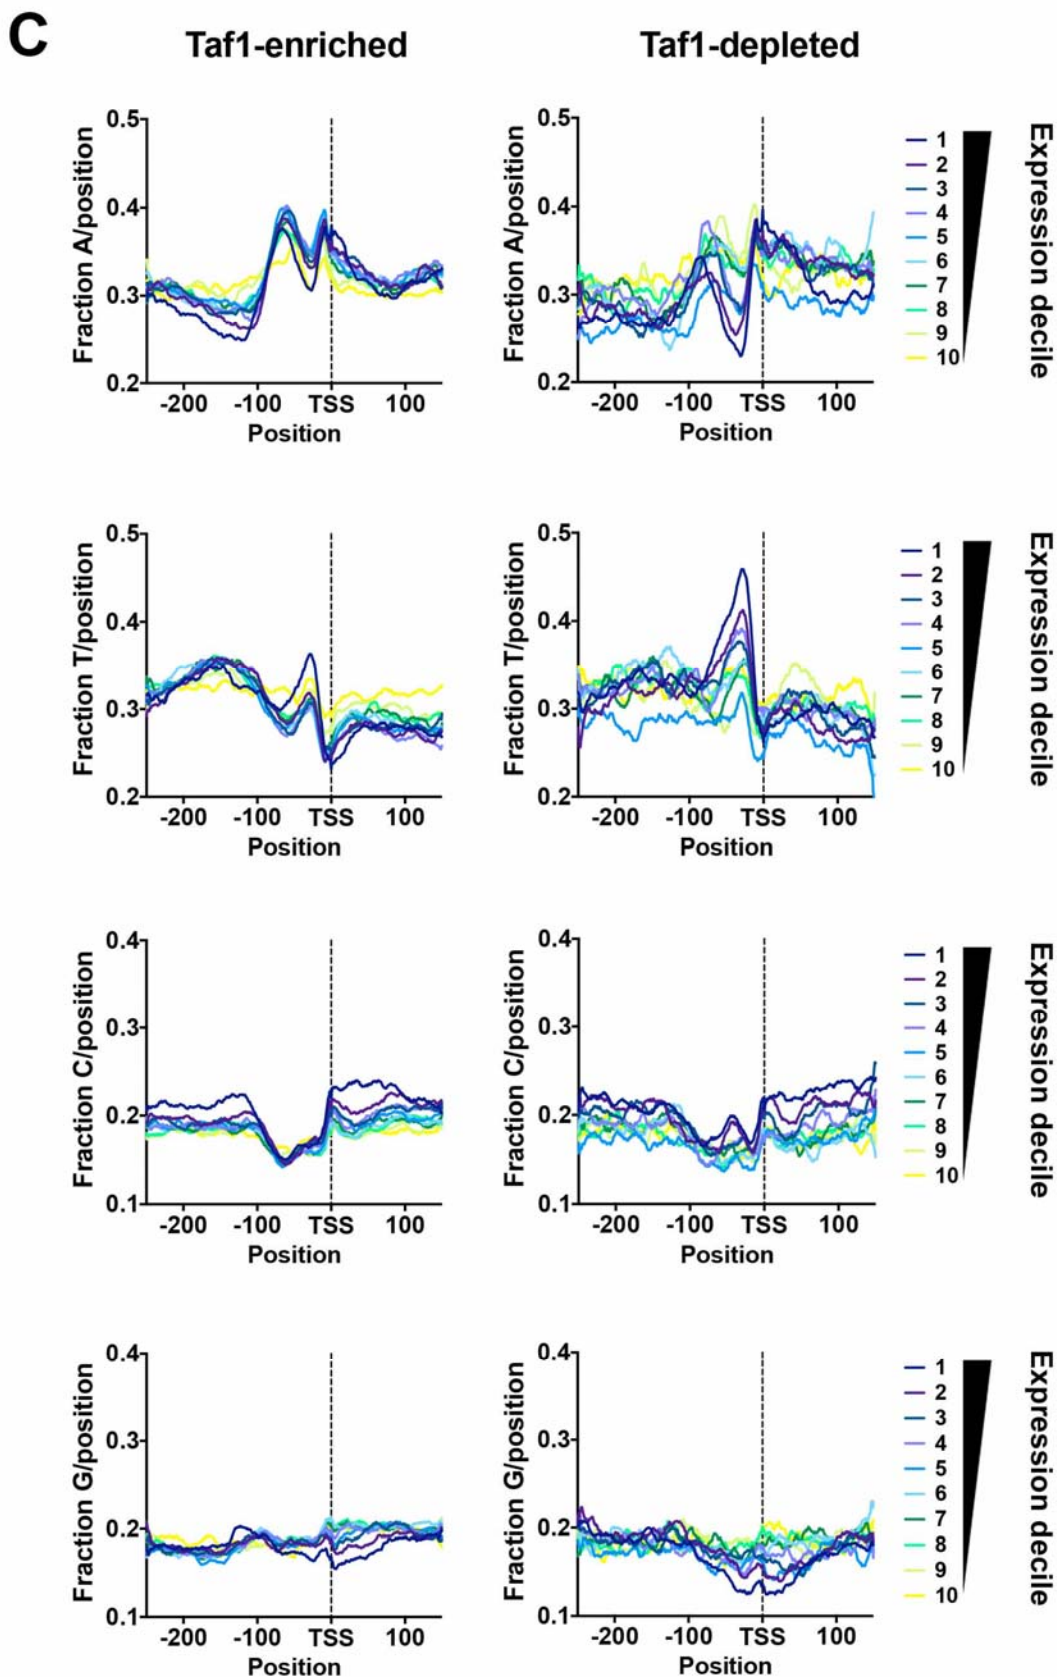 C
Taf1-enriched Taf1-depleted
Fraction A/position
0.5
0.4
0.3
0.2
-200 -100 TSS 100
Position
Fraction A/position
0.5
0.4
0.3
0.2
-200 -100 TSS 100
Position
1
2
3
4
5
6
7
8
9
10
Expression decile
Fraction T/position
0.5
0.4
0.3
0.2
-200 -100 TSS 100
Position
Fraction T/position
0.5
0.4
0.3
0.2
-200 -100 TSS 100
Position
1
2
3
4
5
6
7
8
9
10
Expression decile
Fraction C/position
0.4
0.3
0.2
0.1
-200 -100 TSS 100
Position
Fraction C/position
0.4
0.3
0.2
0.1
-200 -100 TSS 100
Position
1
2
3
4
5
6
7
8
9
10
Expression decile
Fraction G/position
0.4
0.3
0.2
0.1
-200 -100 TSS 100
Position
Fraction G/position
0.4
0.3
0.2
0.1
-200 -100 TSS 100
Position
1
2
3
4
5
6
7
8
9
10
Expression decile